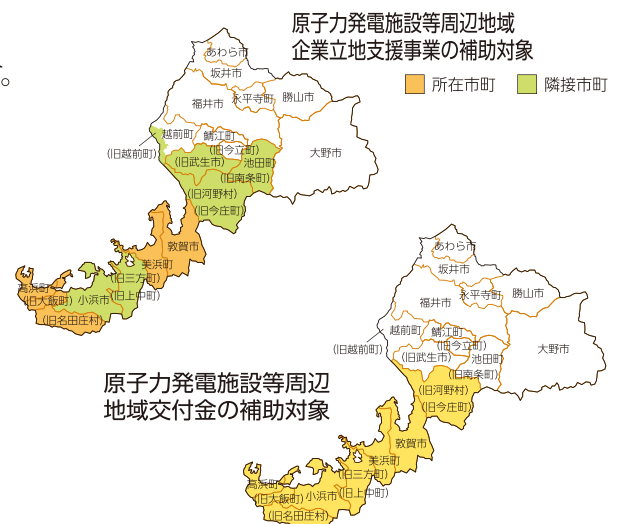 。
原子力発電施設等周辺地域
企業立地支援事業の補助対象
所在市町
隣接市町
あわら市
坂井市
福井市
永平寺町
勝山市
越前町
鯖江町
(旧今立町)
大野市
(旧越前町)
(旧武生市)
池田町
(旧南条町)
(旧河野村)
(旧今庄町)
敦賀市
美浜町
(旧三方町)
高浜町
(旧大飯町)
小浜市
(旧上中町)
(旧名田庄村)
原子力発電施設等周辺
地域交付金の補助対象
あわら市
坂井市
福井市
永平寺町
勝山市
越前町
鯖江町
(旧今立町)
大野市
(旧越前町)
(旧武生市)
池田町
(旧南条町)
(旧河野村)
(旧今庄町)
敦賀市
美浜町
(旧三方町)
高浜町
(旧大飯町)
小浜市
(旧上中町)
(旧名田庄村)